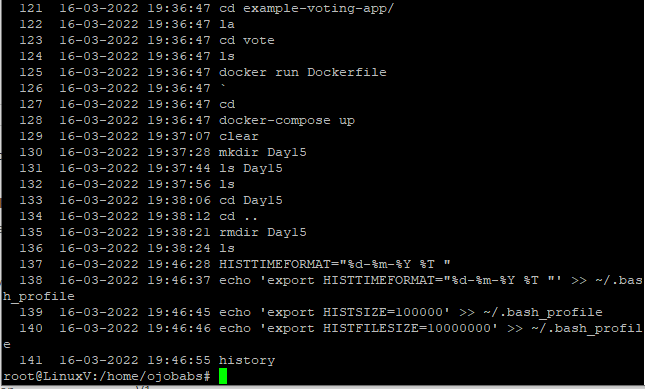 121 16-03-2022 19:36:47 cd example-voting-app/
122 16-03-2022 19:36:47 la
123 16-03-2022 19:36:47 cd vote
124 16-03-2022 19:36:47 ls
125 16-03-2022 19:36:47 docker run Dockerfile
126 16-03-2022 19:36:47 `
127 16-03-2022 19:36:47 cd
128 16-03-2022 19:36:47 docker-compose up
129 16-03-2022 19:37:07 clear
130 16-03-2022 19:37:28 mkdir Day15
131 16-03-2022 19:37:44 ls Day15
132 16-03-2022 19:37:56 ls
133 16-03-2022 19:38:06 cd Day15
134 16-03-2022 19:38:12 cd ..
135 16-03-2022 19:38:21 rmdir Day15
136 16-03-2022 19:38:24 ls
137 16-03-2022 19:46:28 HISTTIMEFORMAT="%d-%m-%Y %T "
138 16-03-2022 19:46:37 echo 'export HISTTIMEFORMAT="%d-%m-%Y %T "' >> ~/.bas
h_profile
139 16-03-2022 19:46:45 echo 'export HISTSIZE=100000' >> ~/.bash_profile
140 16-03-2022 19:46:46 echo 'export HISTFILESIZE=10000000' >> ~/.bash_profil
e
141 16-03-2022 19:46:55 history
root@LinuxV:/home/ojobabs#